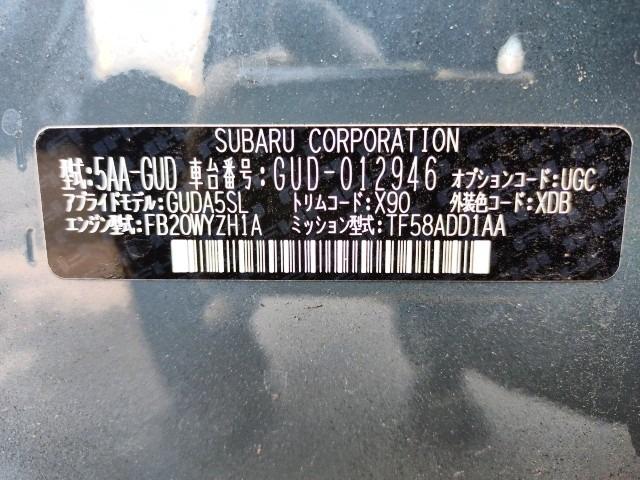 SUBARU CORPORATION
型式:5AA-GUD 車台番号:GUD-012946 オプションコード:UGC
アプライドモデル:GUDA5SL トリムコード:X90 外装色コード:XDB
エンジン型式:FB20WYZH1A ミッション型式:TF58ADD1AA